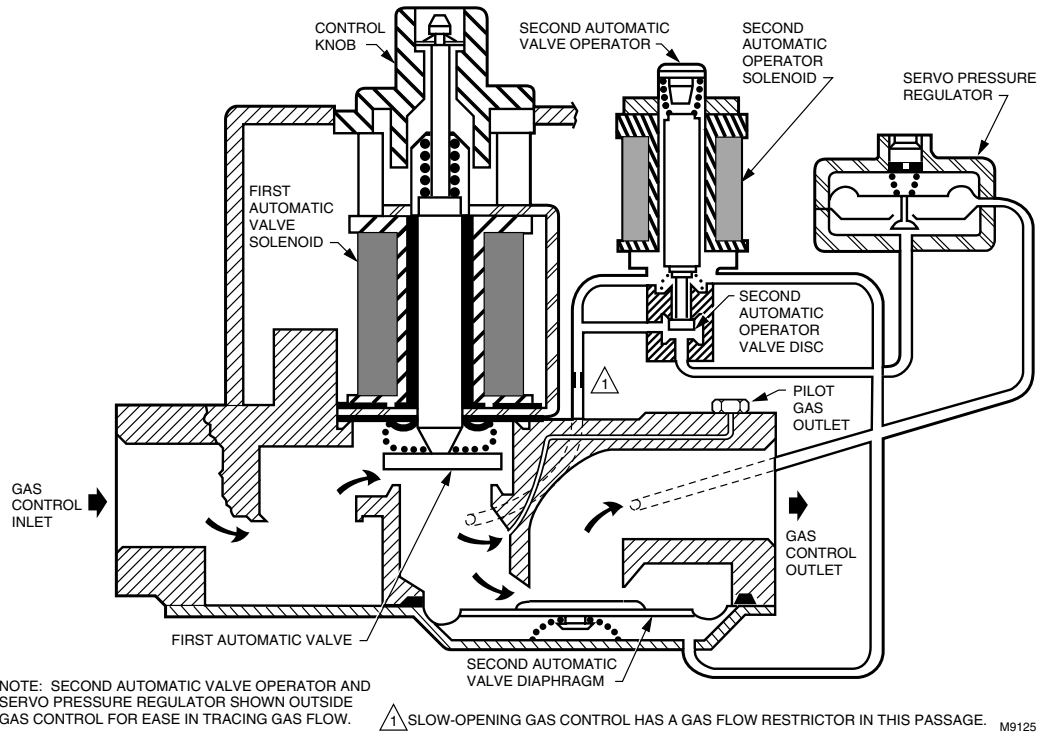 CONTROL
KNOB
SECOND AUTOMATIC
VALVE OPERATOR
SECOND
AUTOMATIC
OPERATOR
SOLENOID
SERVO PRESSURE
REGULATOR
FIRST
AUTOMATIC
VALVE
SOLENOID
SECOND
AUTOMATIC
OPERATOR
VALVE DISC
1
PILOT
GAS
OUTLET
GAS
CONTROL
INLET
GAS
CONTROL
OUTLET
FIRST AUTOMATIC VALVE
SECOND AUTOMATIC
VALVE DIAPHRAGM
NOTE: SECOND AUTOMATIC VALVE OPERATOR AND
SERVO PRESSURE REGULATOR SHOWN OUTSIDE
GAS CONTROL FOR EASE IN TRACING GAS FLOW.
1 SLOW-OPENING GAS CONTROL HAS A GAS FLOW RESTRICTOR IN THIS PASSAGE.
M9125